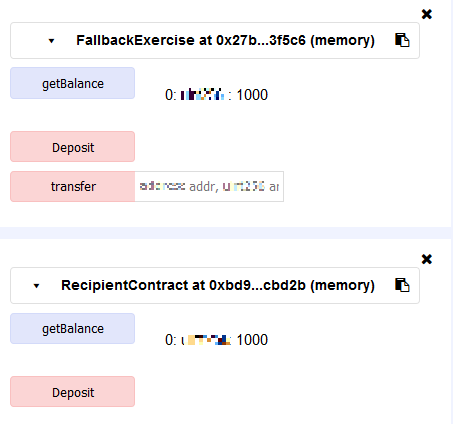 FallbackExercise at 0x27b...3f5c6 (memory)
getBalance
0: : 1000
Deposit
transfer
addr,
RecipientContract at 0xbd9...cbd2b (memory)
getBalance
0: : 1000
Deposit